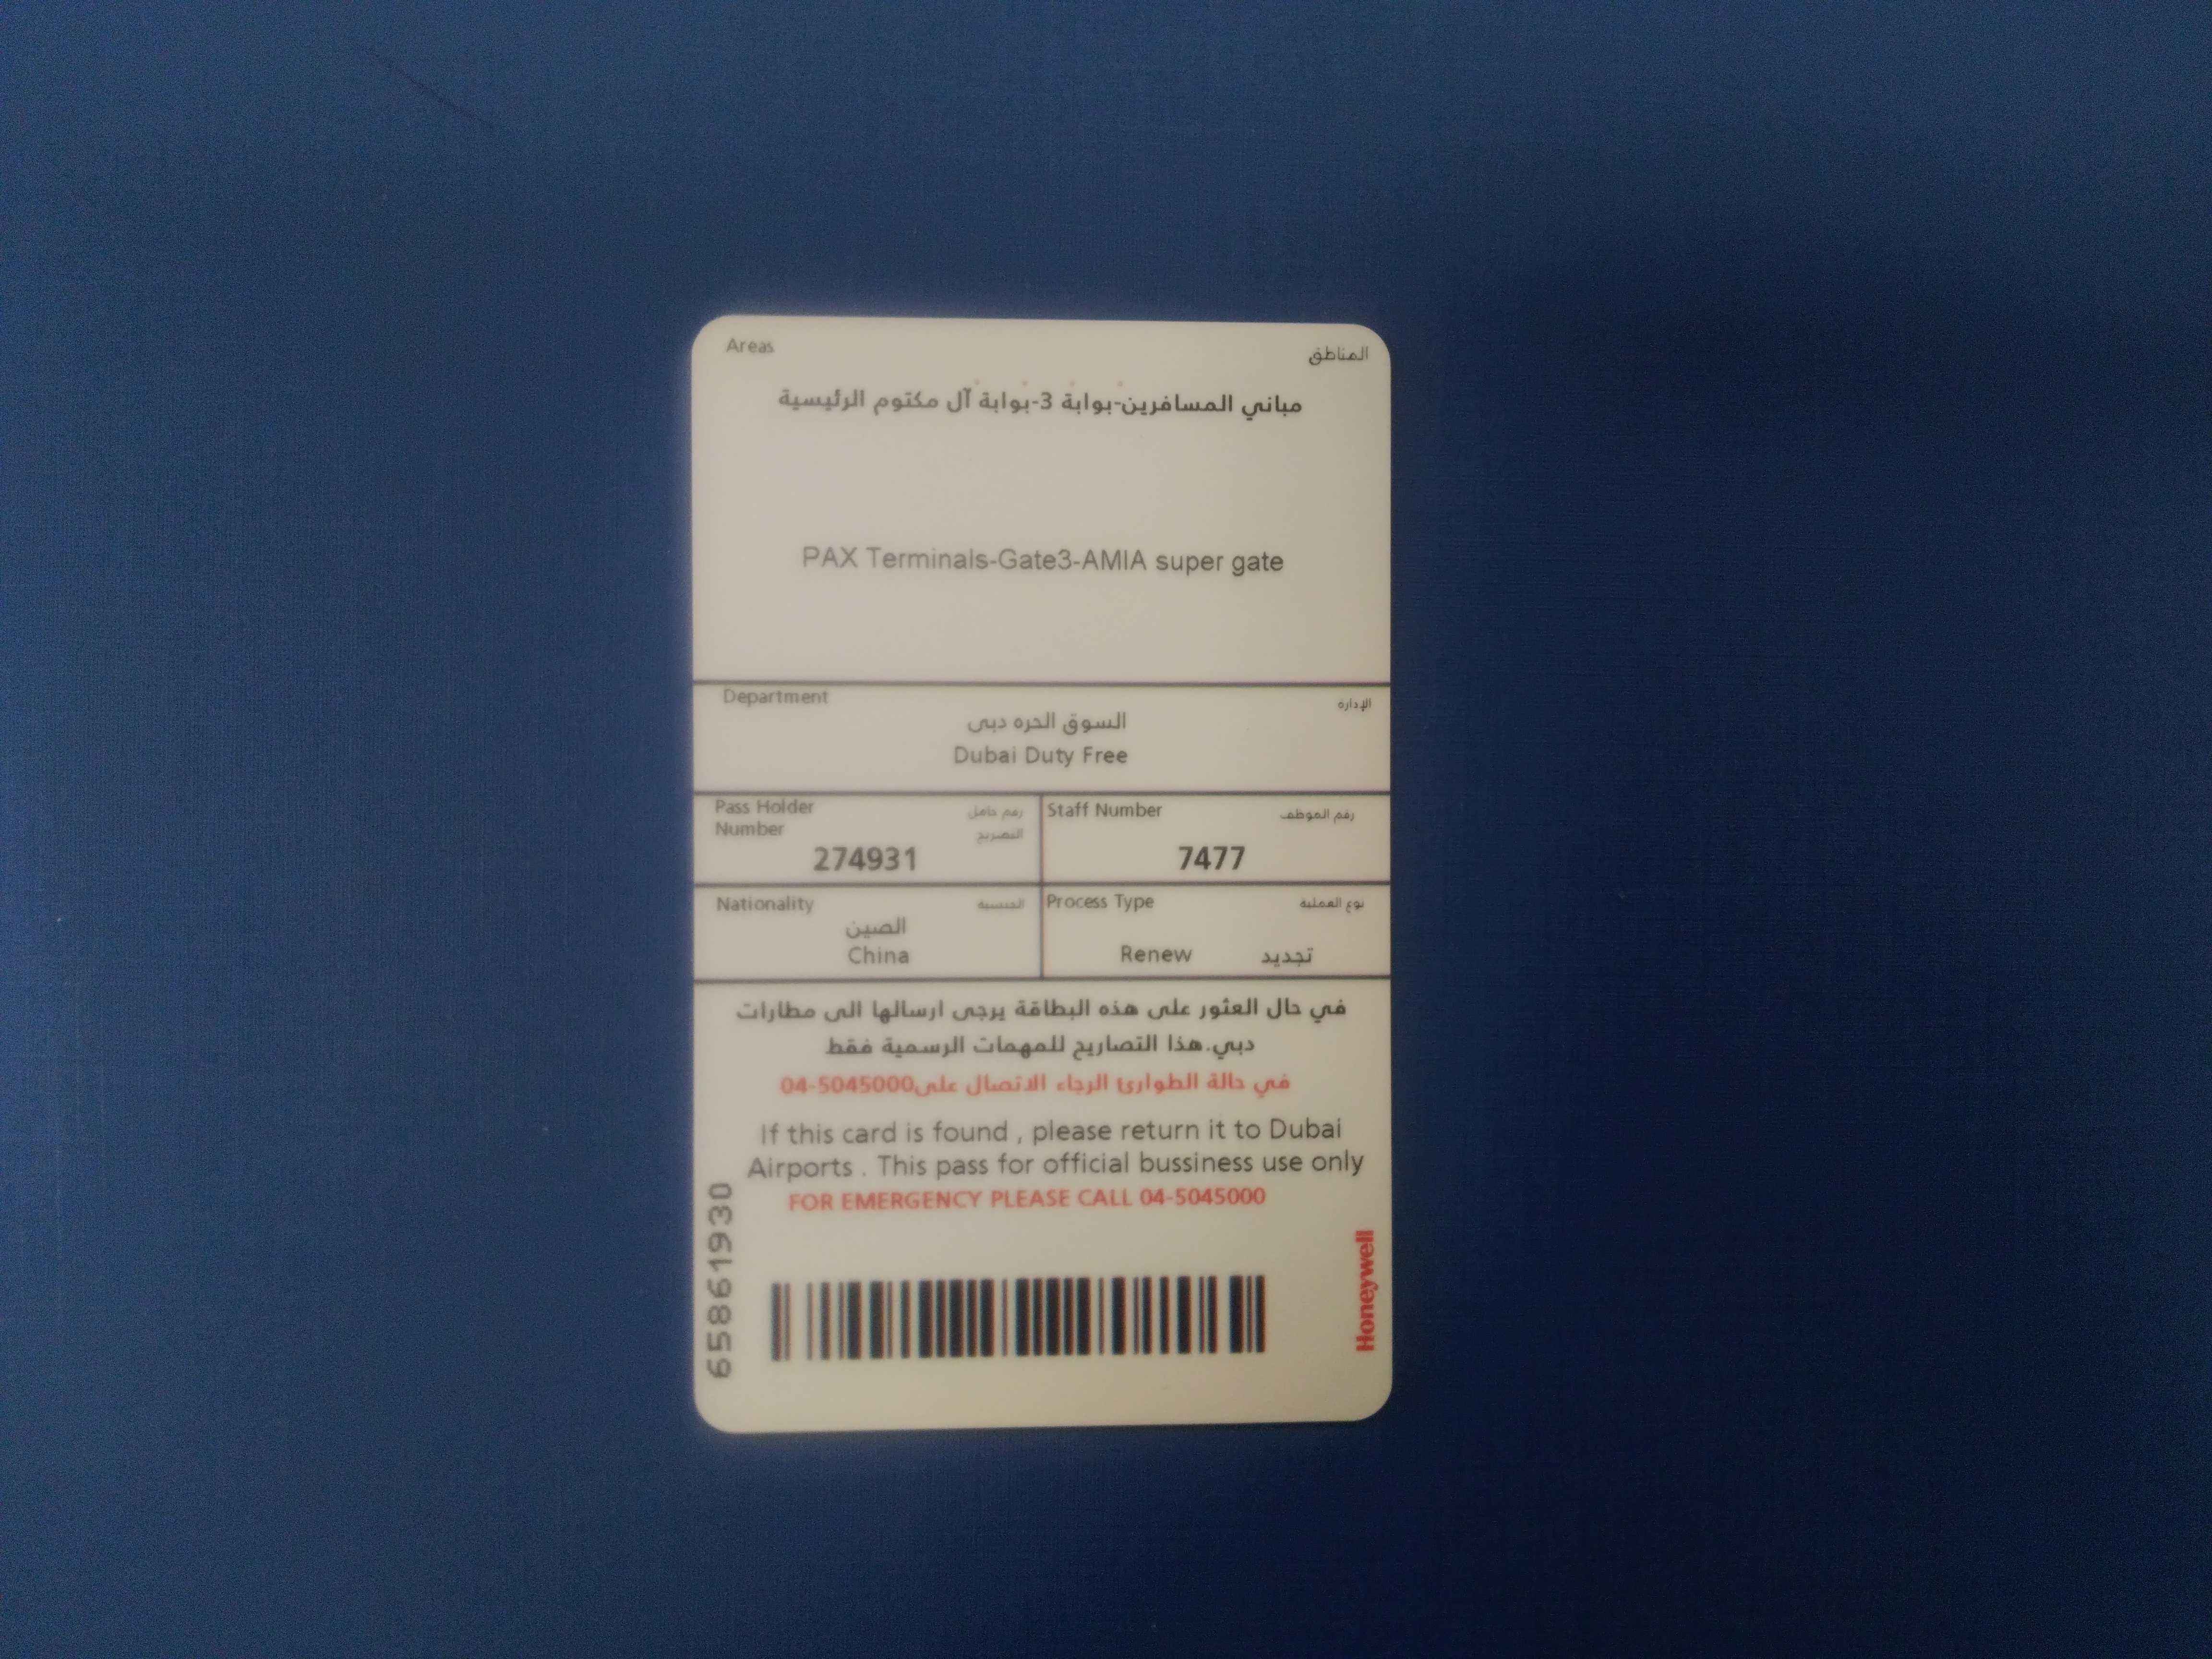 Areas المناطق
مباني المسافرين-بوابة 3-بوابة آل مكتوم الرئيسية
PAX Terminals-Gate3-AMIA super gate
Department الإدارة
السوق الحره دبى
Dubai Duty Free
Pass Holder رقم حامل
Number التصريح
274931
Staff Number رقم الموظف
7477
Nationality الجنسية
الصين
China
Process Type نوع العملية
Renew تجديد
في حال العثور على هذه البطاقة يرجى ارسالها الى مطارات
دبي.هذا التصاريح للمهمات الرسمية فقط
في حالة الطوارئ الرجاء الاتصال على04-5045000
If this card is found , please return it to Dubai
Airports . This pass for official bussiness use only
FOR EMERGENCY PLEASE CALL 04-5045000
65861930
Honeywell